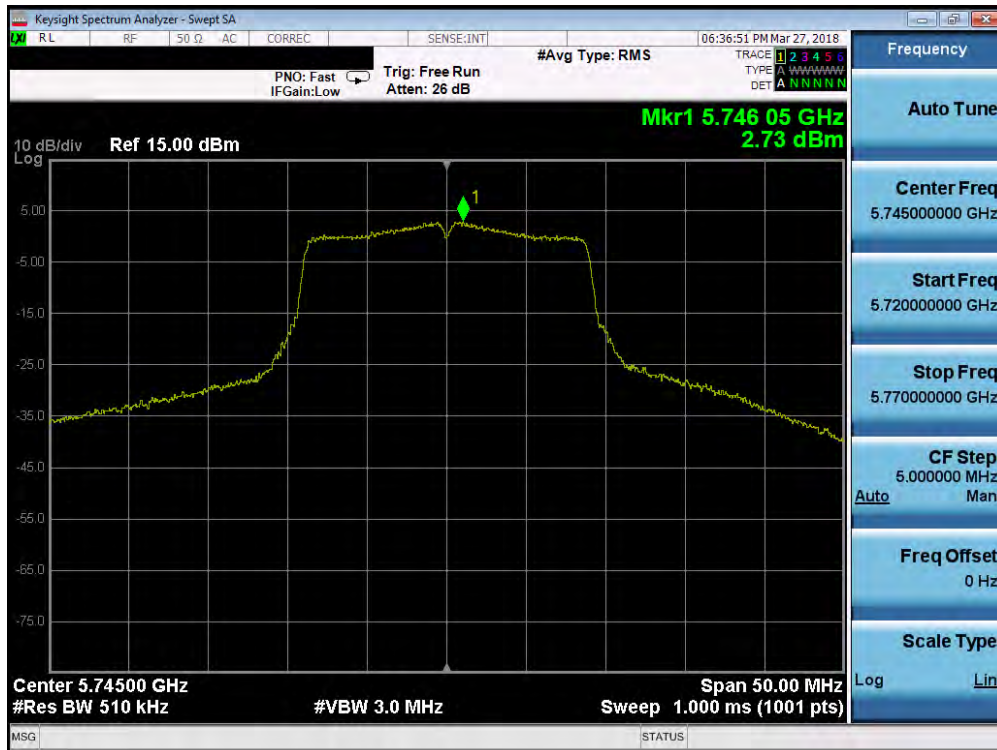 Keysight Spectrum Analyzer - Swept SA
LXI RL RF 50 Ω AC CORREC SENSE:INT 06:36:51 PM Mar 27, 2018
#Avg Type: RMS TRACE 1 2 3 4 5 6
PNO: Fast Trig: Free Run TYPE A WWWWW
IFGain:Low Atten: 26 dB DET A N N N N N
Mkr1 5.746 05 GHz
2.73 dBm
10 dB/div Ref 15.00 dBm
Log
1
5.00
-5.00
-15.0
-25.0
-35.0
-45.0
-55.0
-65.0
-75.0
Center 5.74500 GHz Span 50.00 MHz
#Res BW 510 kHz #VBW 3.0 MHz Sweep 1.000 ms (1001 pts)
MSG STATUS
Frequency
Auto Tune
Center Freq
5.745000000 GHz
Start Freq
5.720000000 GHz
Stop Freq
5.770000000 GHz
CF Step
5.000000 MHz
Auto Man
Freq Offset
0 Hz
Scale Type
Log Lin